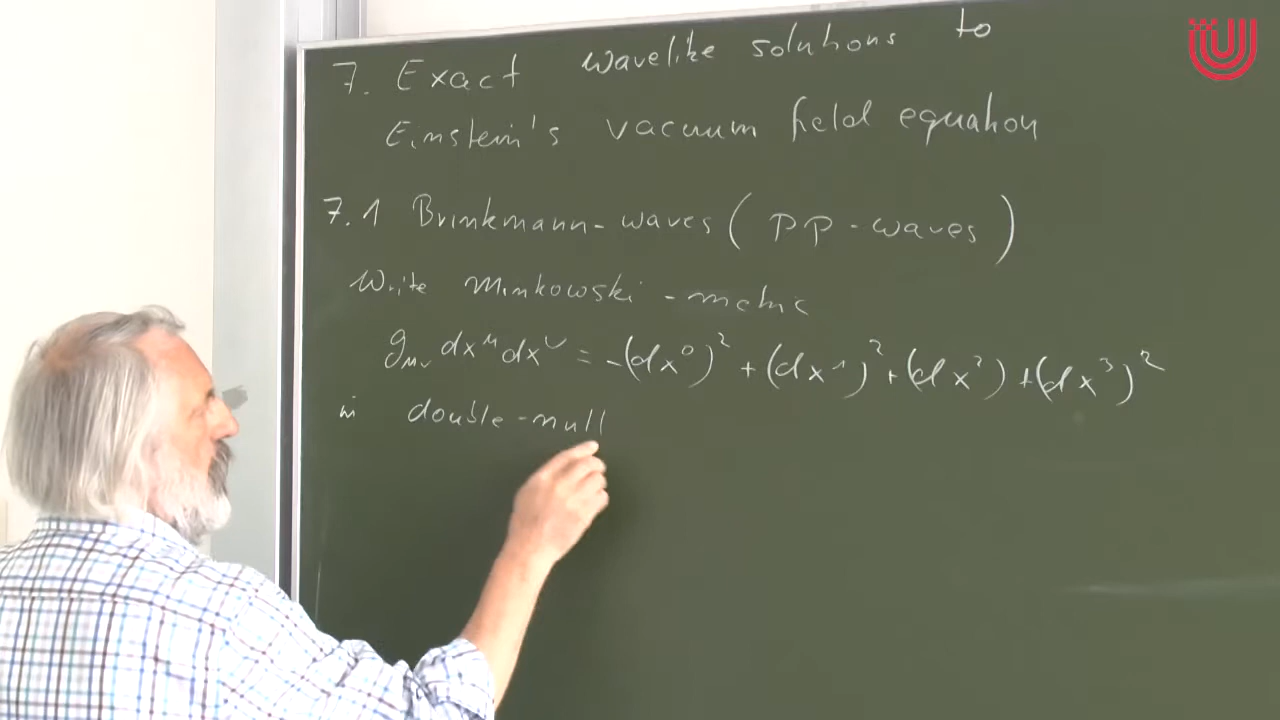 7. Exact wavelike solutions to
Einstein's vacuum field equation
7.1 Brinkmann-waves (pp-waves)
Write Minkowski-metric
g_{μν} dx^μ dx^ν = -(dx^0)^2 + (dx^1)^2 + (dx^2) + (dx^3)^2
in double-null